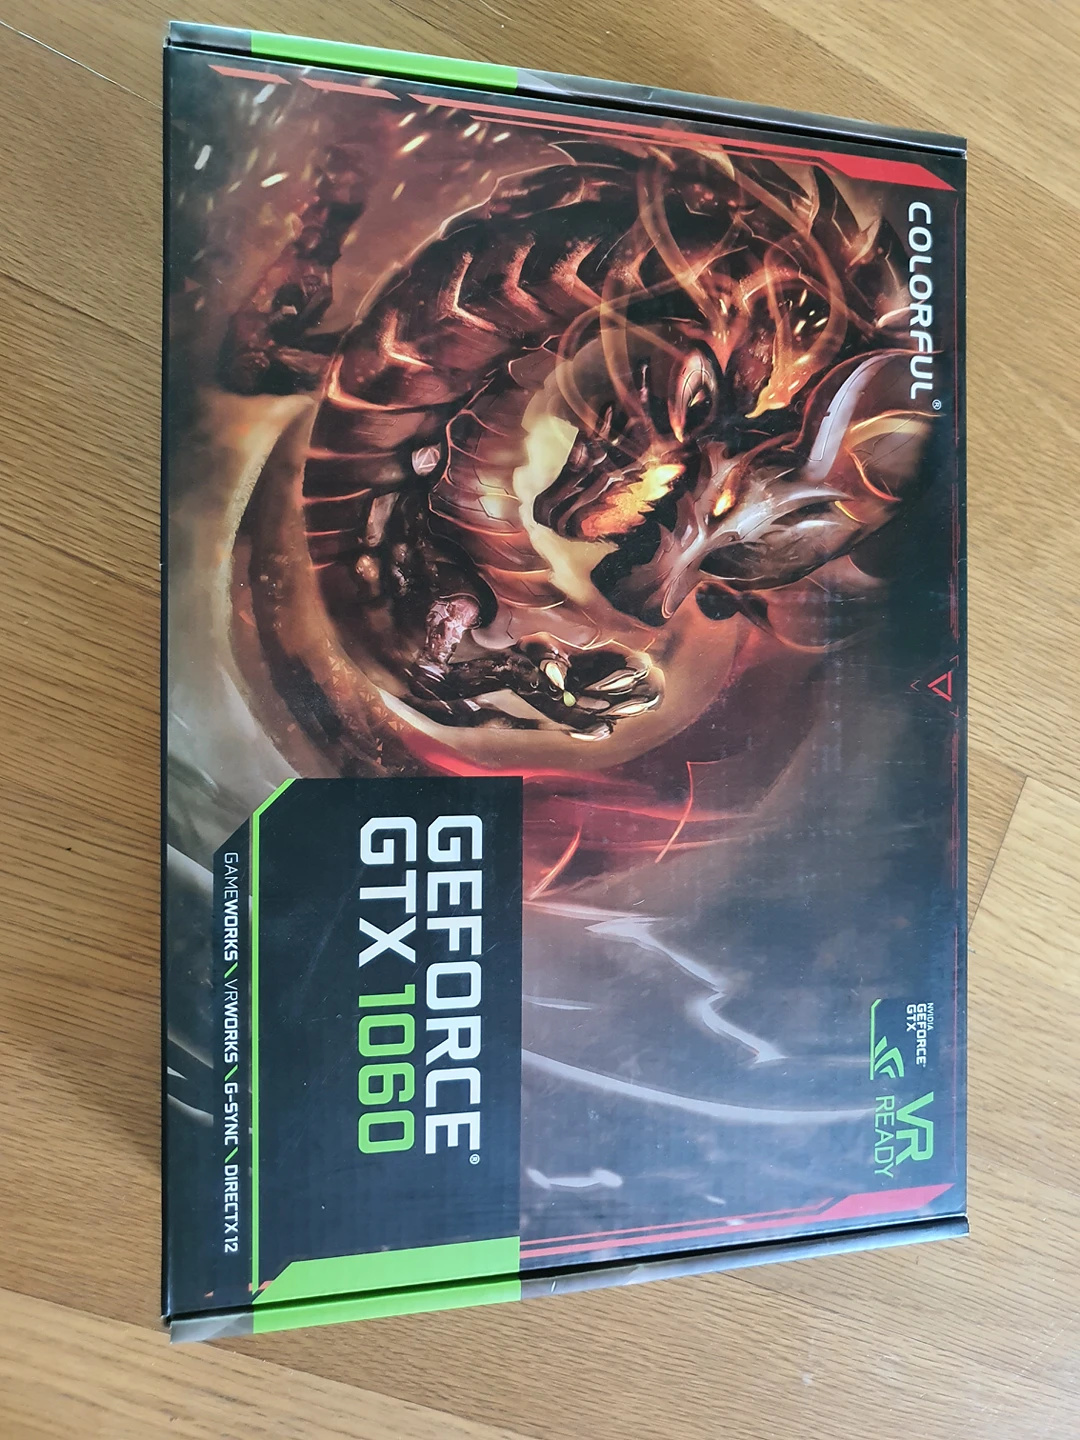 COLORFUL®
NVIDIA
GEFORCE®
GTX
VR
READY
GEFORCE®
GTX 1060
GAMEWORKS \ VRWORKS \ G-SYNC \ DIRECTX 12